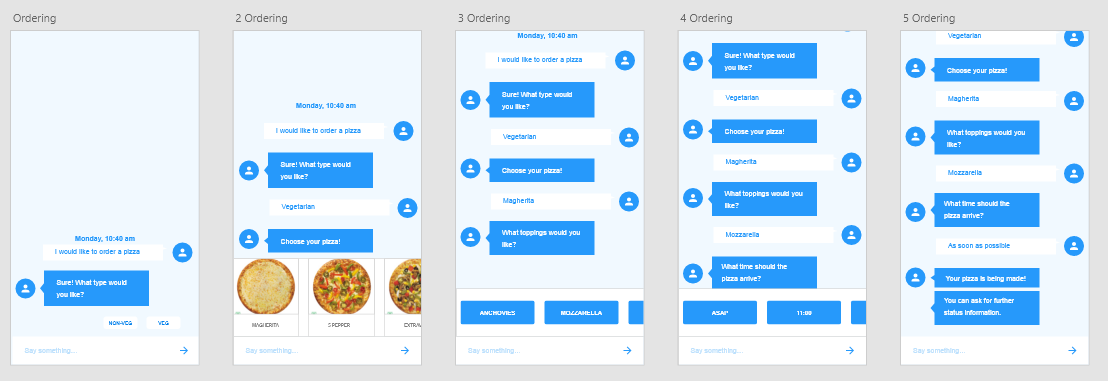 Ordering
Monday, 10:40 am
I would like to order a pizza
Sure! What type would
you like?
NON-VEG
VEG
Say something...
2 Ordering
Monday, 10:40 am
I would like to order a pizza
Sure! What type would
you like?
Vegetarian
Choose your pizza!
MAGHERITA
5 PEPPER
EXTRAV
Say something...
3 Ordering
Monday, 10:40 am
I would like to order a pizza
Sure! What type would
you like?
Vegetarian
Choose your pizza!
Magherita
What toppings would you
like?
ANCHOVIES
MOZZARELLA
Say something...
4 Ordering
Sure! What type would
you like?
Vegetarian
Choose your pizza!
Magherita
What toppings would you
like?
Mozzarella
What time should the
pizza arrive?
ASAP
11:00
Say something...
5 Ordering
Vegetarian
Choose your pizza!
Magherita
What toppings would you
like?
Mozzarella
What time should the
pizza arrive?
As soon as possible
Your pizza is being made!
You can ask for further
status information.
Say something...